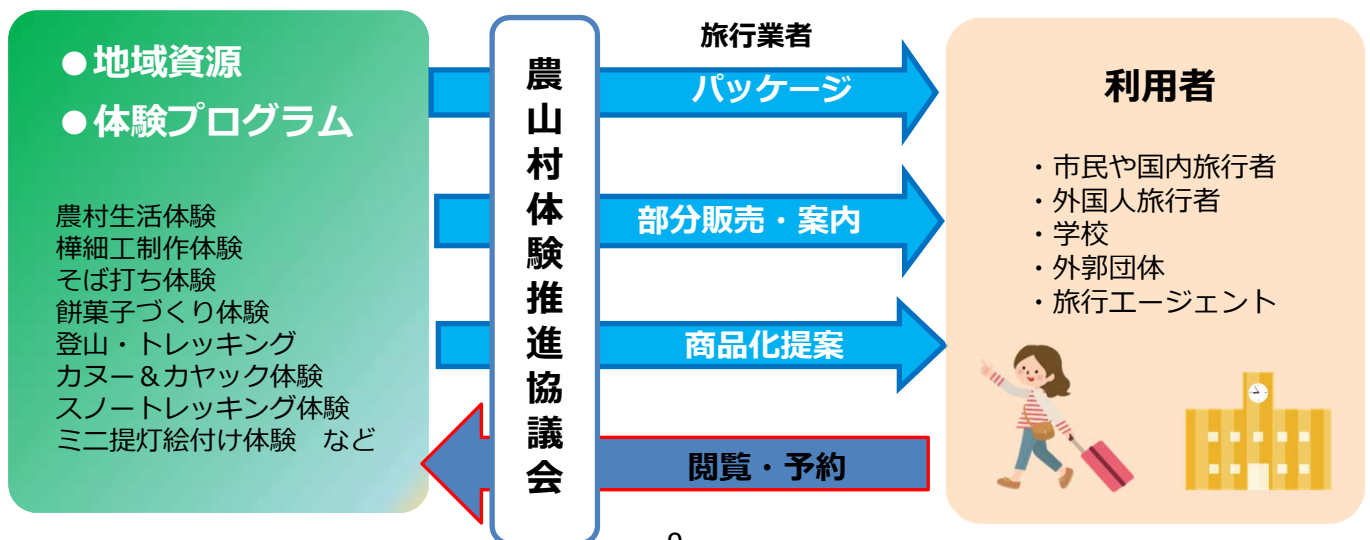 ●地域資源
●体験プログラム
農村生活体験
樺細工制作体験
そば打ち体験
餅菓子づくり体験
登山・トレッキング
カヌー＆カヤック体験
スノートレッキング体験
ミニ提灯絵付け体験　など
農山村体験推進協議会
旅行業者
パッケージ
部分販売・案内
商品化提案
閲覧・予約
利用者
・市民や国内旅行者
・外国人旅行者
・学校
・外郭団体
・旅行エージェント